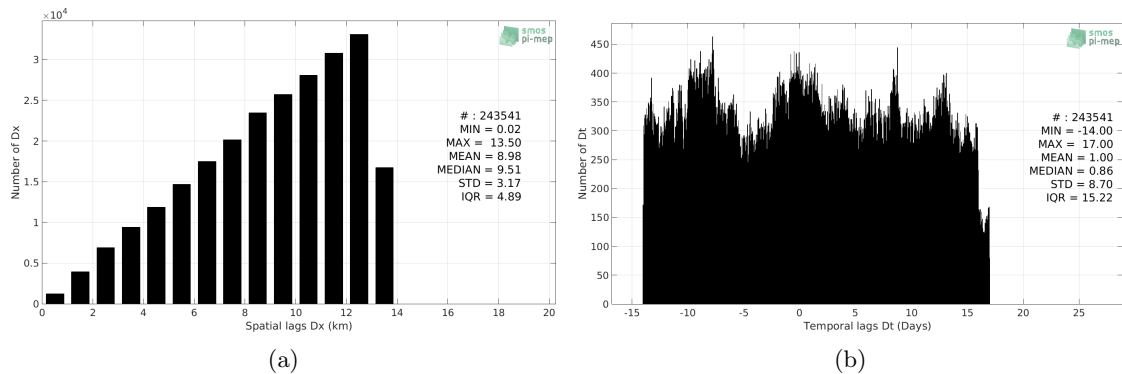 ×10⁴
smos
pi-mep
3
2.5
2
1.5
1
0.5
0
Number of Dx
# : 243541
MIN = 0.02
MAX = 13.50
MEAN = 8.98
MEDIAN = 9.51
STD = 3.17
IQR = 4.89
0 2 4 6 8 10 12 14 16 18 20
Spatial lags Dx (km)
(a)
smos
pi-mep
450
400
350
300
250
200
150
100
50
0
Number of Dt
# : 243541
MIN = -14.00
MAX = 17.00
MEAN = 1.00
MEDIAN = 0.86
STD = 8.70
IQR = 15.22
-15 -10 -5 0 5 10 15 20 25
Temporal lags Dt (Days)
(b)